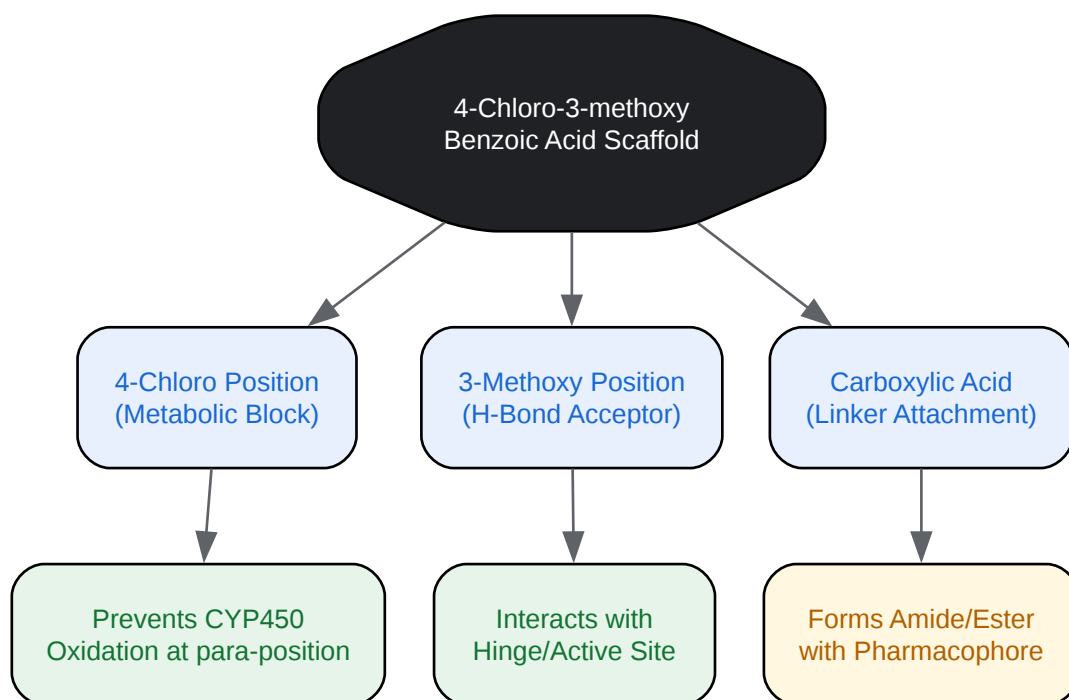 4-Chloro-3-methoxy
Benzoic Acid Scaffold
4-Chloro Position
(Metabolic Block)
3-Methoxy Position
(H-Bond Acceptor)
Carboxylic Acid
(Linker Attachment)
Prevents CYP450
Oxidation at para-position
Interacts with
Hinge/Active Site
Forms Amide/Ester
with Pharmacophore